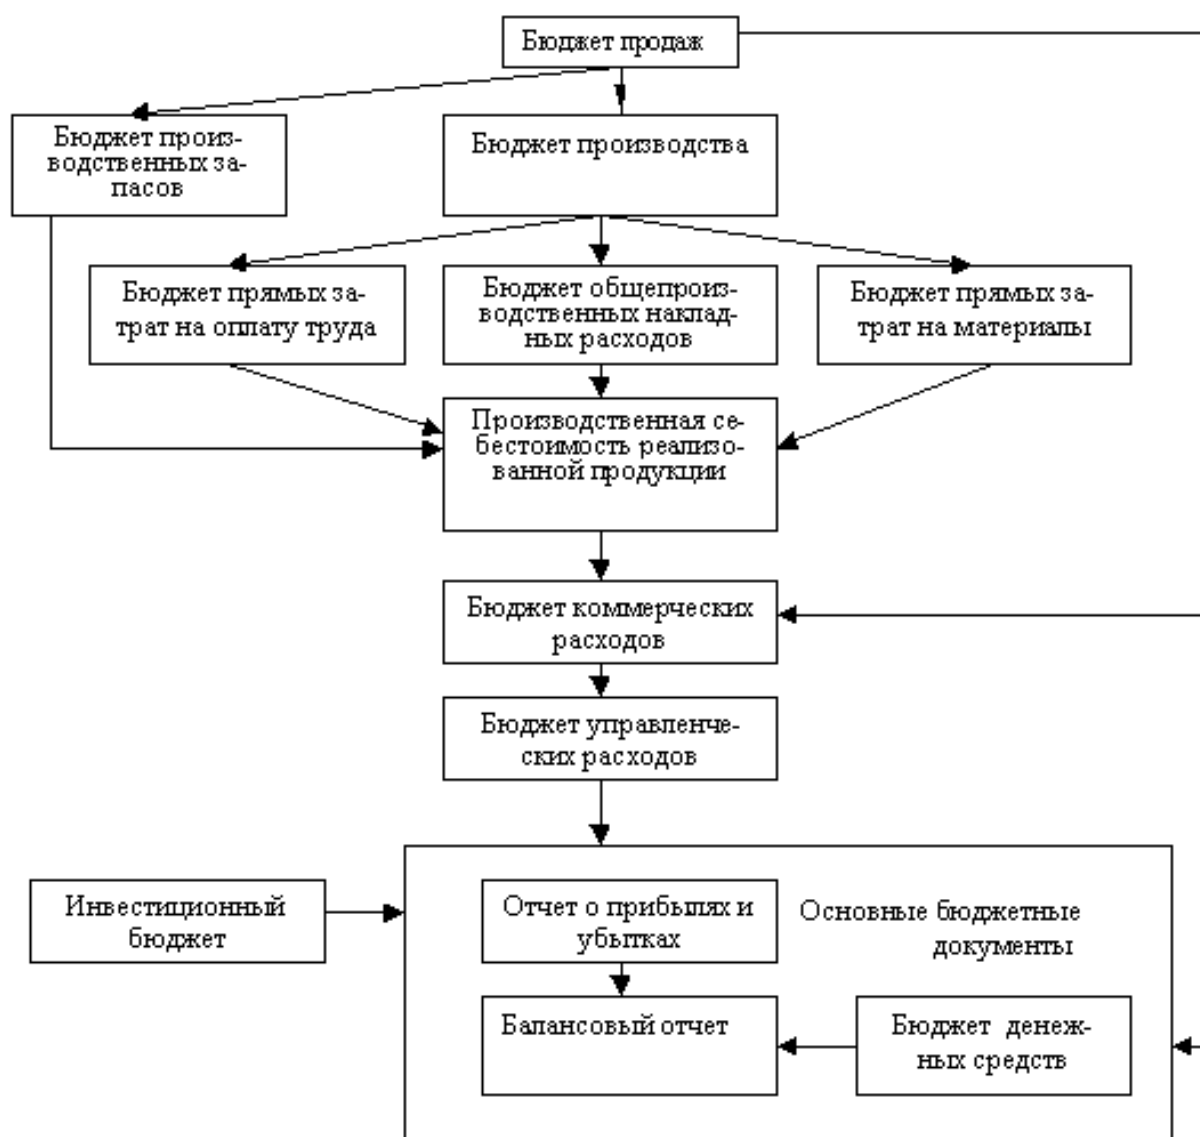 Бюджет продаж
Бюджет произ-
водственных за-
пасов
Бюджет производства
Бюджет прямых за-
трат на оплату труда
Бюджет общепроиз-
водственных наклад-
ных расходов
Бюджет прямых за-
трат на материалы
Производственная се-
бестоимость реализо-
ванной продукции
Бюджет коммерческих
расходов
Бюджет управленче-
ских расходов
Инвестиционный
бюджет
Отчет о прибылях и
убытках
Основные бюджетные
документы
Балансовый отчет
Бюджет денеж-
ных средств